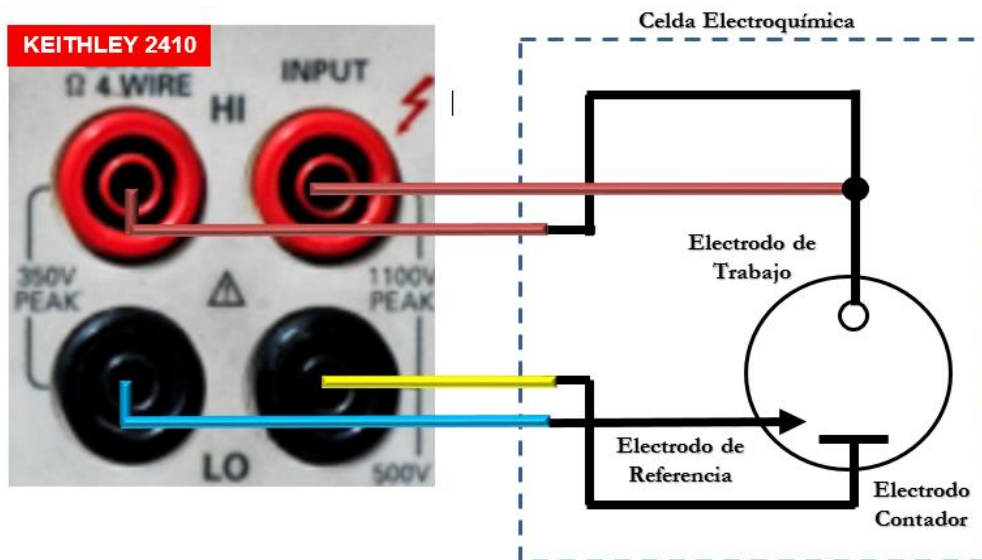 Celda Electroquímica
KEITHLEY 2410
Ω 4 WIRE
INPUT
HI
350V
PEAK
1100V
PEAK
LO
500V
Electrodo de
Trabajo
Electrodo de
Referencia
Electrodo
Contador